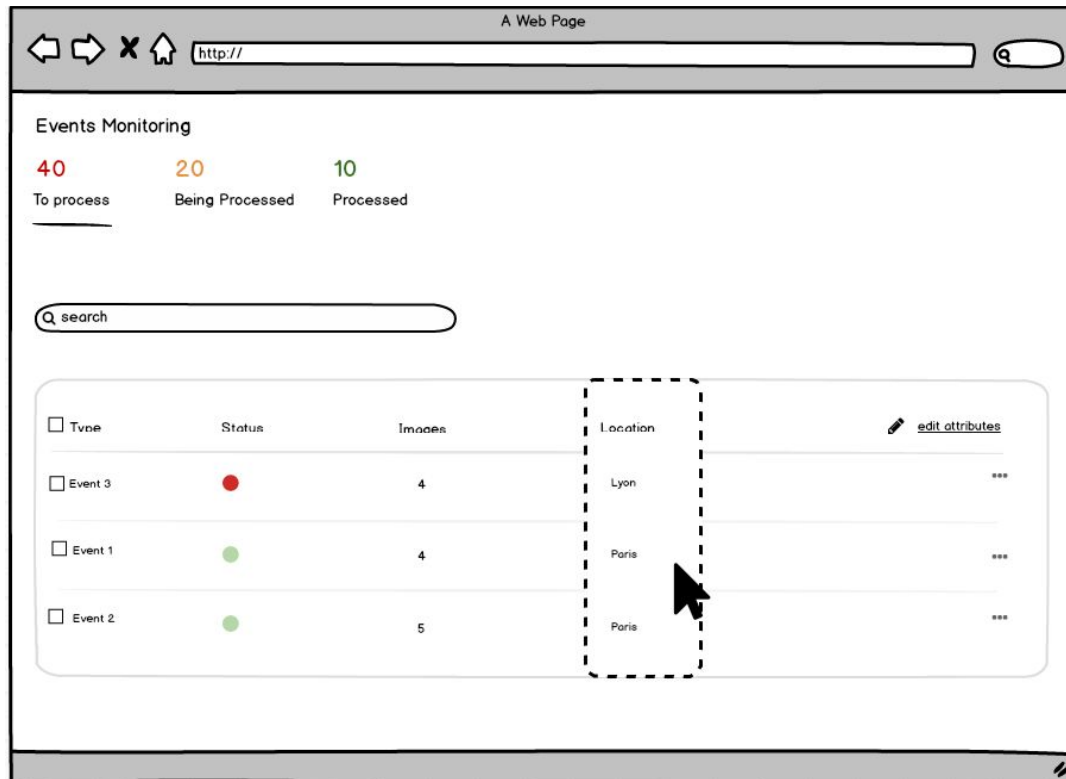 A Web Page
http://
Events Monitoring
40 20 10
To process Being Processed Processed
search
Type Status Images Location edit attributes
Event 3 4 Lyon
Event 1 4 Paris
Event 2 5 Paris